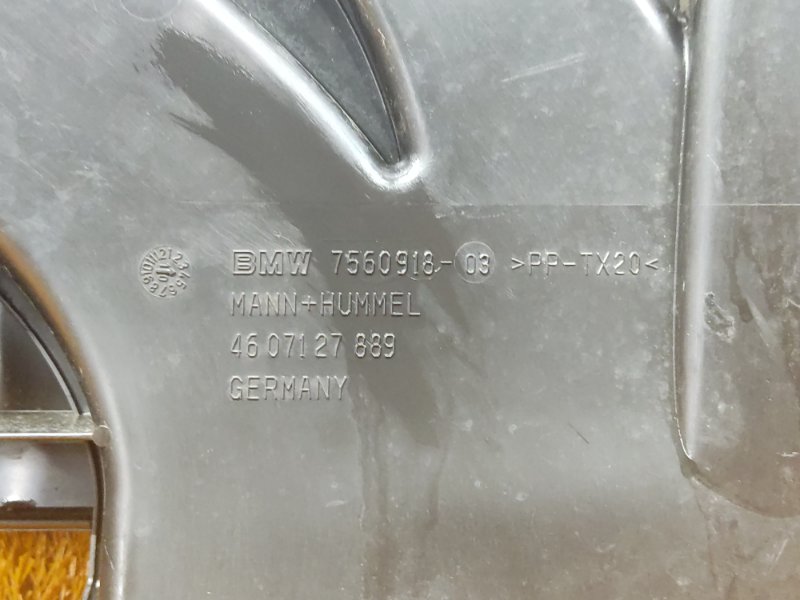 BMW 7560918-03 >PP-TX20<
MANN+HUMMEL
46 071 27 889
GERMANY